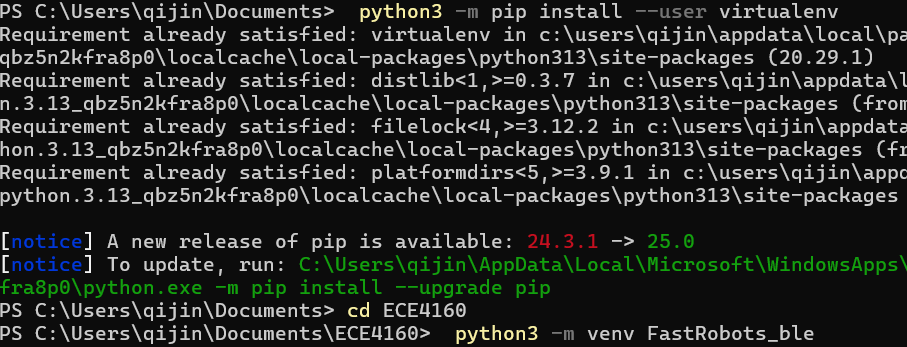 PS C:\Users\qijin\Documents>  python3 -m pip install --user virtualenv
Requirement already satisfied: virtualenv in c:\users\qijin\appdata\local\pa
qbz5n2kfra8p0\localcache\local-packages\python313\site-packages (20.29.1)
Requirement already satisfied: distlib<1,>=0.3.7 in c:\users\qijin\appdata\l
n.3.13_qbz5n2kfra8p0\localcache\local-packages\python313\site-packages (from
Requirement already satisfied: filelock<4,>=3.12.2 in c:\users\qijin\appdata
hon.3.13_qbz5n2kfra8p0\localcache\local-packages\python313\site-packages (fr
Requirement already satisfied: platformdirs<5,>=3.9.1 in c:\users\qijin\appd
python.3.13_qbz5n2kfra8p0\localcache\local-packages\python313\site-packages
[notice] A new release of pip is available: 24.3.1 -> 25.0
[notice] To update, run: C:\Users\qijin\AppData\Local\Microsoft\WindowsApps\
fra8p0\python.exe -m pip install --upgrade pip
PS C:\Users\qijin\Documents> cd ECE4160
PS C:\Users\qijin\Documents\ECE4160>  python3 -m venv FastRobots_ble